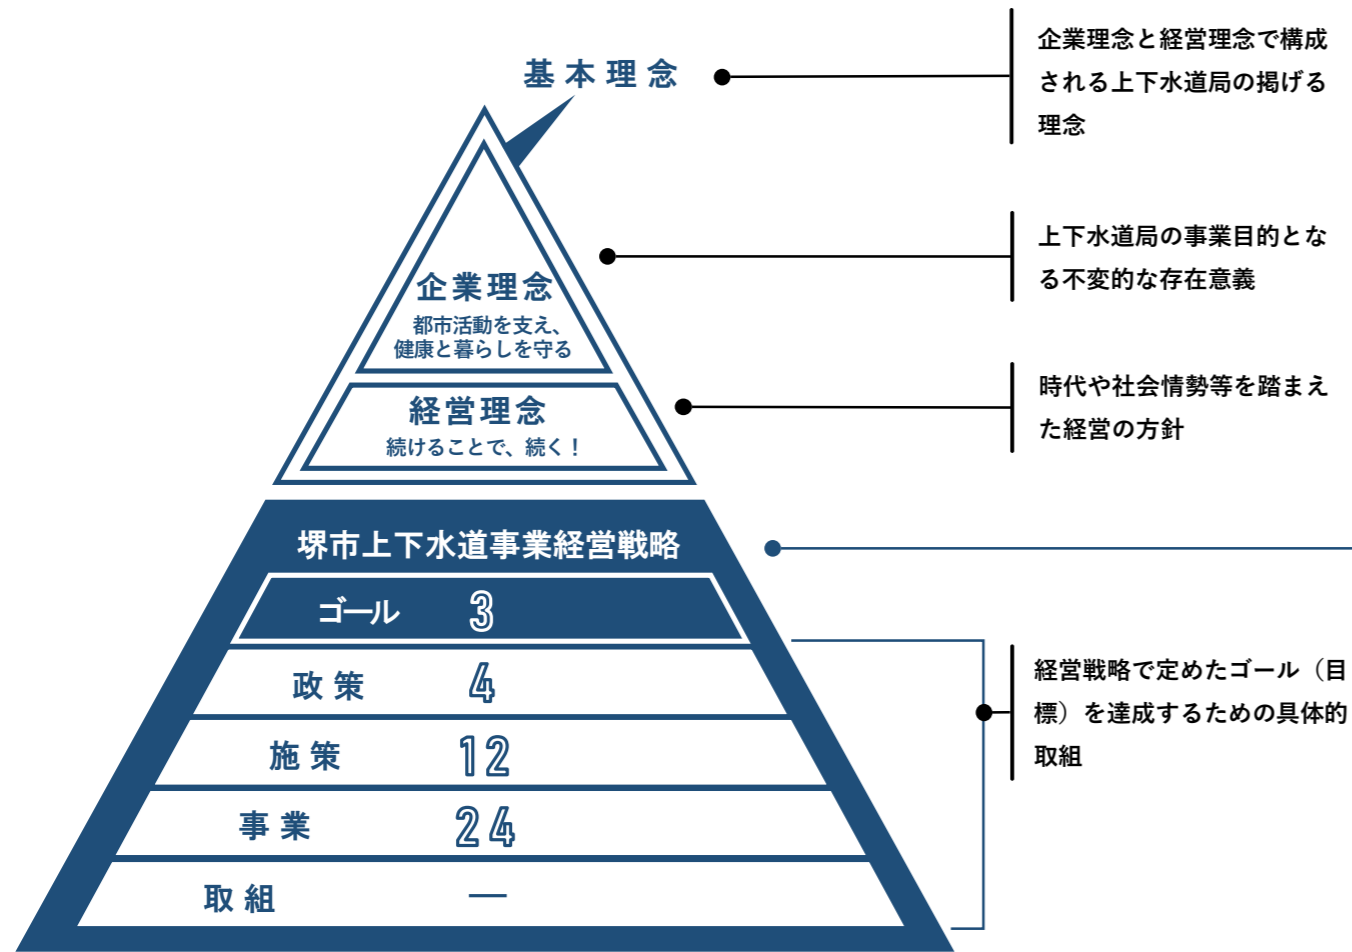 基本理念
企業理念と経営理念で構成
される上下水道局の掲げる
理念
企業理念
都市活動を支え、
健康と暮らしを守る
上下水道局の事業目的とな
る不変的な存在意義
経営理念
続けることで、続く！
時代や社会情勢等を踏まえ
た経営の方針
堺市上下水道事業経営戦略
ゴール 3
政策 4
施策 12
事業 24
取組 —
経営戦略で定めたゴール（目
標）を達成するための具体的
取組